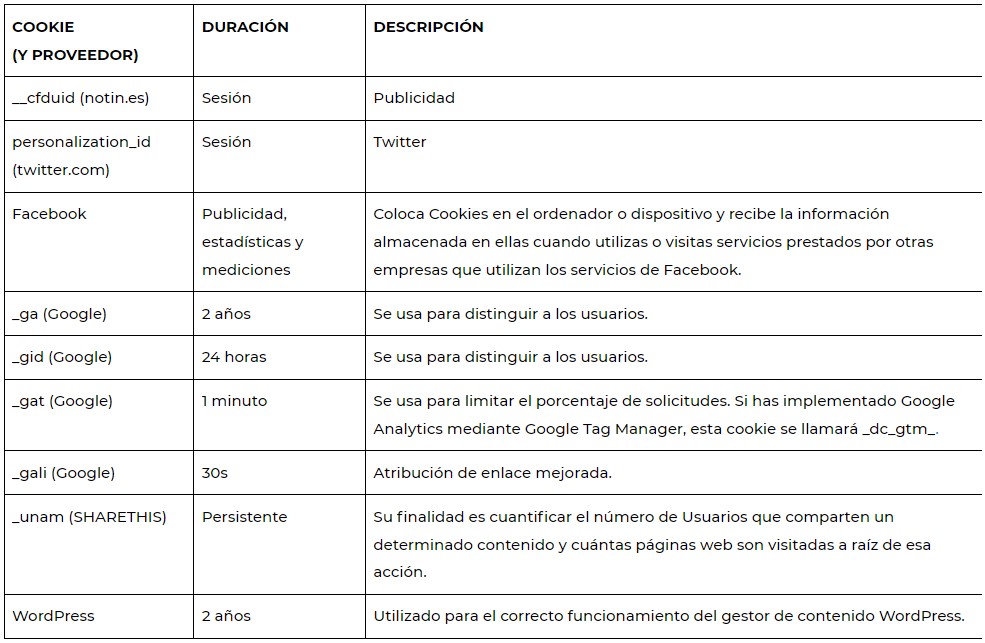 COOKIE
(Y PROVEEDOR)
DURACIÓN
DESCRIPCIÓN
__cfduid (notin.es)
Sesión
Publicidad
personalization_id
(twitter.com)
Sesión
Twitter
Facebook
Publicidad,
estadísticas y
mediciones
Coloca Cookies en el ordenador o dispositivo y recibe la información
almacenada en ellas cuando utilizas o visitas servicios prestados por otras
empresas que utilizan los servicios de Facebook.
_ga (Google)
2 años
Se usa para distinguir a los usuarios.
_gid (Google)
24 horas
Se usa para distinguir a los usuarios.
_gat (Google)
1 minuto
Se usa para limitar el porcentaje de solicitudes. Si has implementado Google
Analytics mediante Google Tag Manager, esta cookie se llamará _dc_gtm_.
_gali (Google)
30s
Atribución de enlace mejorada.
_unam (SHARETHIS)
Persistente
Su finalidad es cuantificar el número de Usuarios que comparten un
determinado contenido y cuántas páginas web son visitadas a raíz de esa
acción.
WordPress
2 años
Utilizado para el correcto funcionamiento del gestor de contenido WordPress.